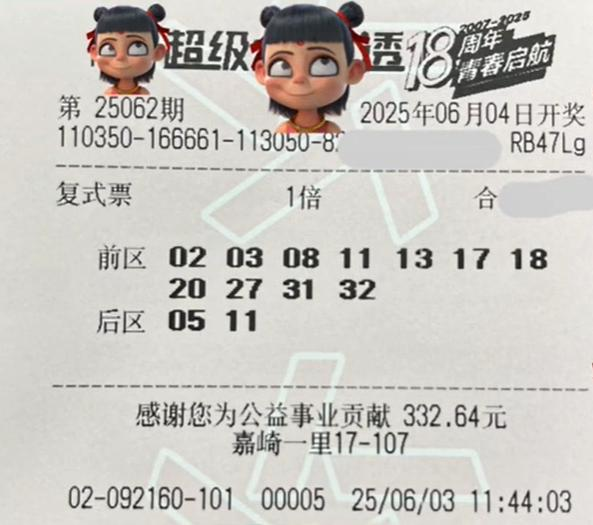 超级 透 18 2007-2025 周年 青春启航
第 25062期 2025年06月04日开奖
110350-166661-113050-8 RB47Lg
复式票 1倍 合
前区 02 03 08 11 13 17 18
20 27 31 32
后区 05 11
感谢您为公益事业贡献 332.64元
嘉崎一里17-107
02-092160-101 00005 25/06/03 11:44:03